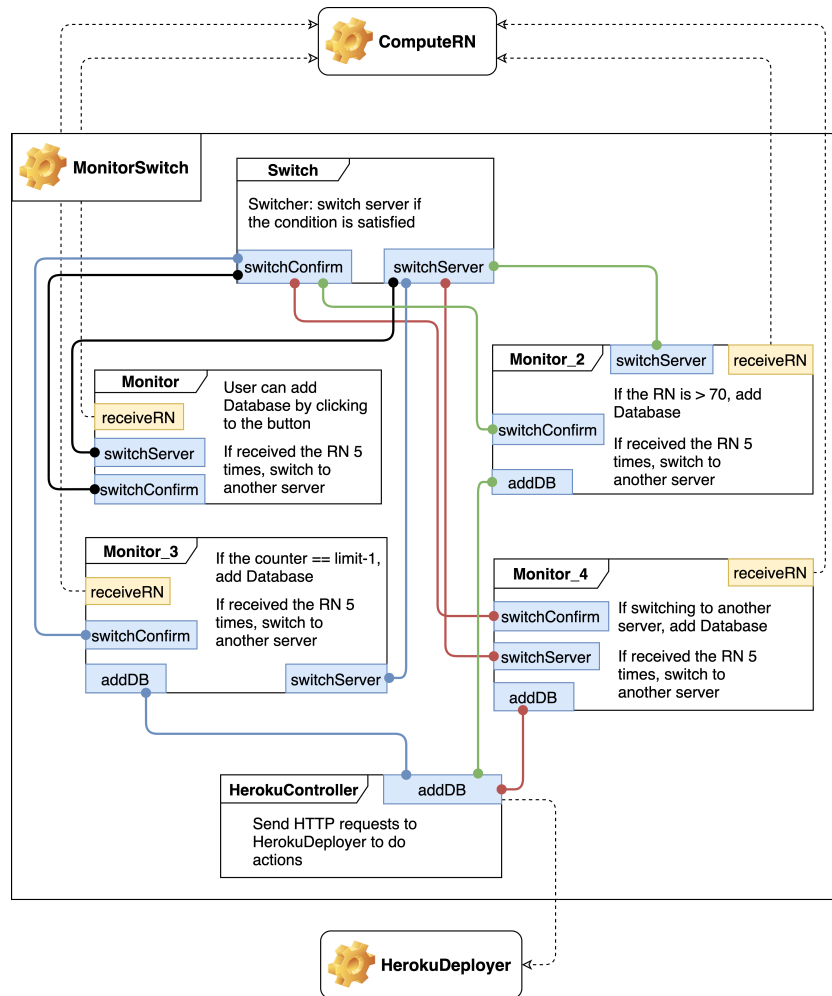 ComputeRN
MonitorSwitch
Switch
Switcher: switch server if
the condition is satisfied
switchConfirm
switchServer
Monitor
User can add
Database by clicking
to the button
receiveRN
switchServer
switchConfirm
If received the RN 5
times, switch to
another server
Monitor_2
switchServer
receiveRN
If the RN is > 70, add
Database
switchConfirm
If received the RN 5
times, switch to
another server
addDB
Monitor_3
If the counter == limit-1,
add Database
receiveRN
If received the RN 5
times, switch to
another server
switchConfirm
addDB
switchServer
Monitor_4
receiveRN
switchConfirm
If switching to another
server, add Database
switchServer
If received the RN 5
times, switch to
another server
addDB
HerokuController
addDB
Send HTTP requests to
HerokuDeployer to do
actions
HerokuDeployer